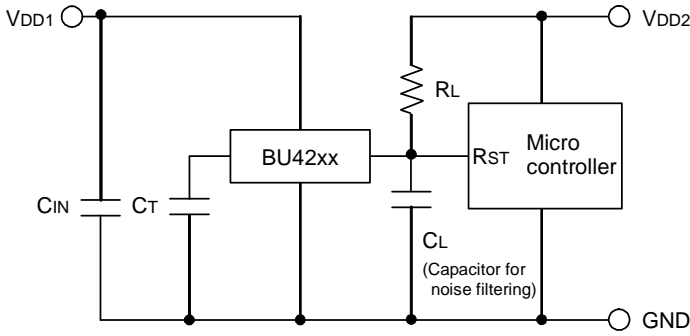 VDD1
VDD2
RL
BU42xx
RST
Micro
controller
CIN
CT
CL
(Capacitor for
noise filtering)
GND